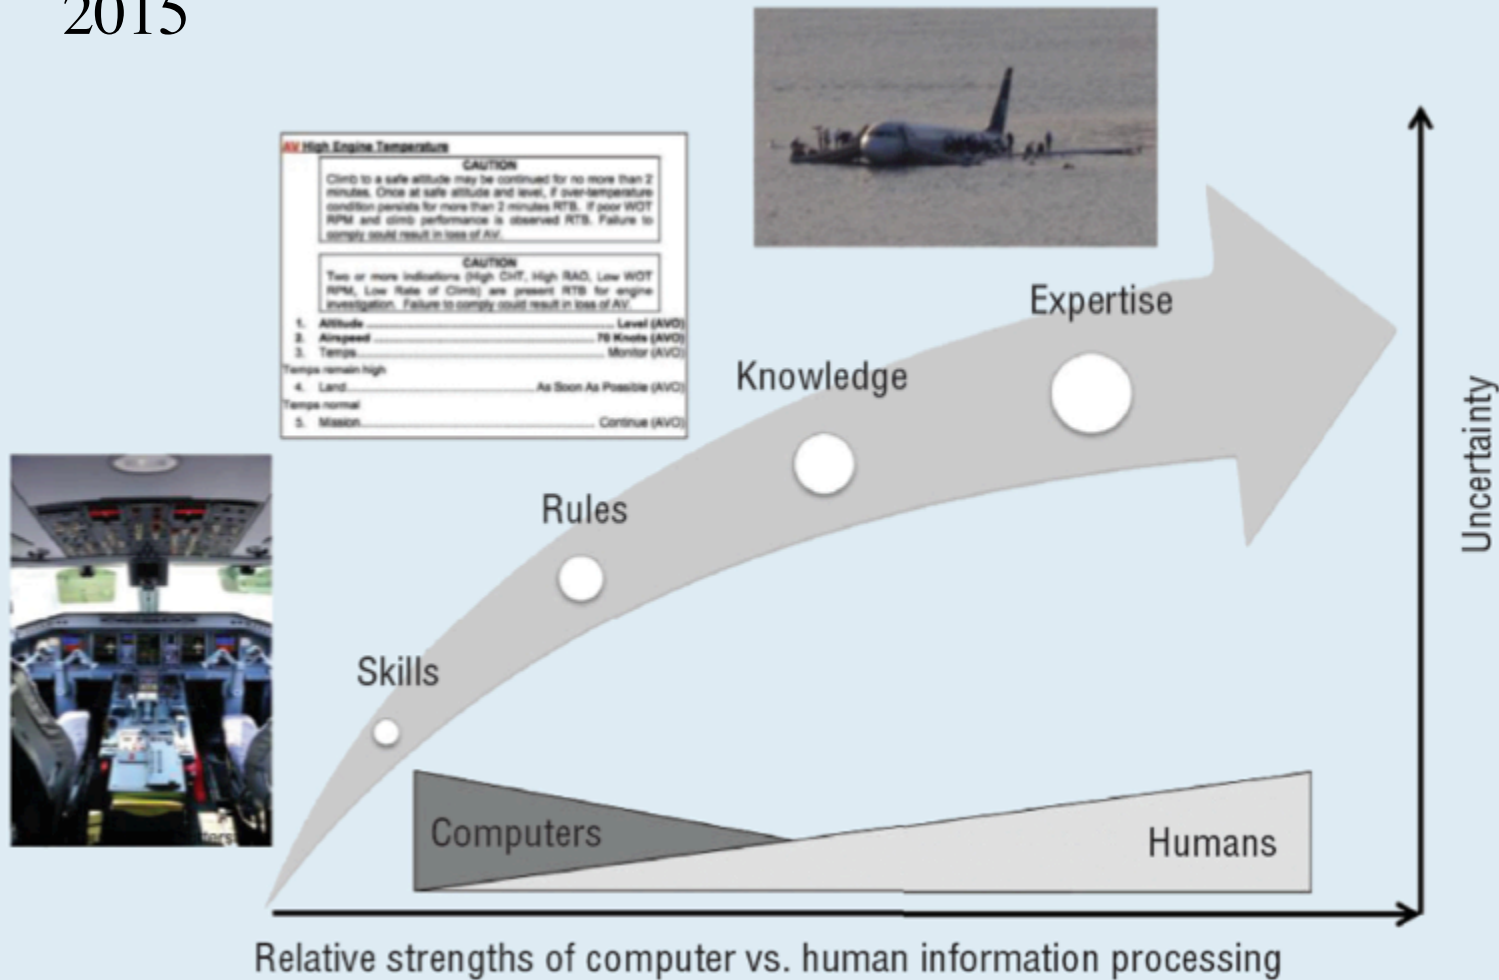 2015
AV High Engine Temperature
CAUTION
Climb to a safe altitude may be continued for no more than 2
minutes. Once at safe altitude and level, if over-temperature
condition persists for more than 2 minutes RTB. If poor WOT
RPM and climb performance is observed RTB. Failure to
comply could result in loss of AV.
CAUTION
Two or more indications (High CHT, High RAD, Low WOT
RPM, Low Rate of Climb) are present RTB for engine
investigation. Failure to comply could result in loss of AV.
1. Altitude Level (AVO)
2. Airspeed 70 Knots (AVO)
3. Temps Monitor (AVO)
Temps remain high
4. Land As Soon As Possible (AVO)
Temps normal
5. Mission Continue (AVO)
Expertise
Knowledge
Rules
Skills
Uncertainty
Computers
Humans
Relative strengths of computer vs. human information processing